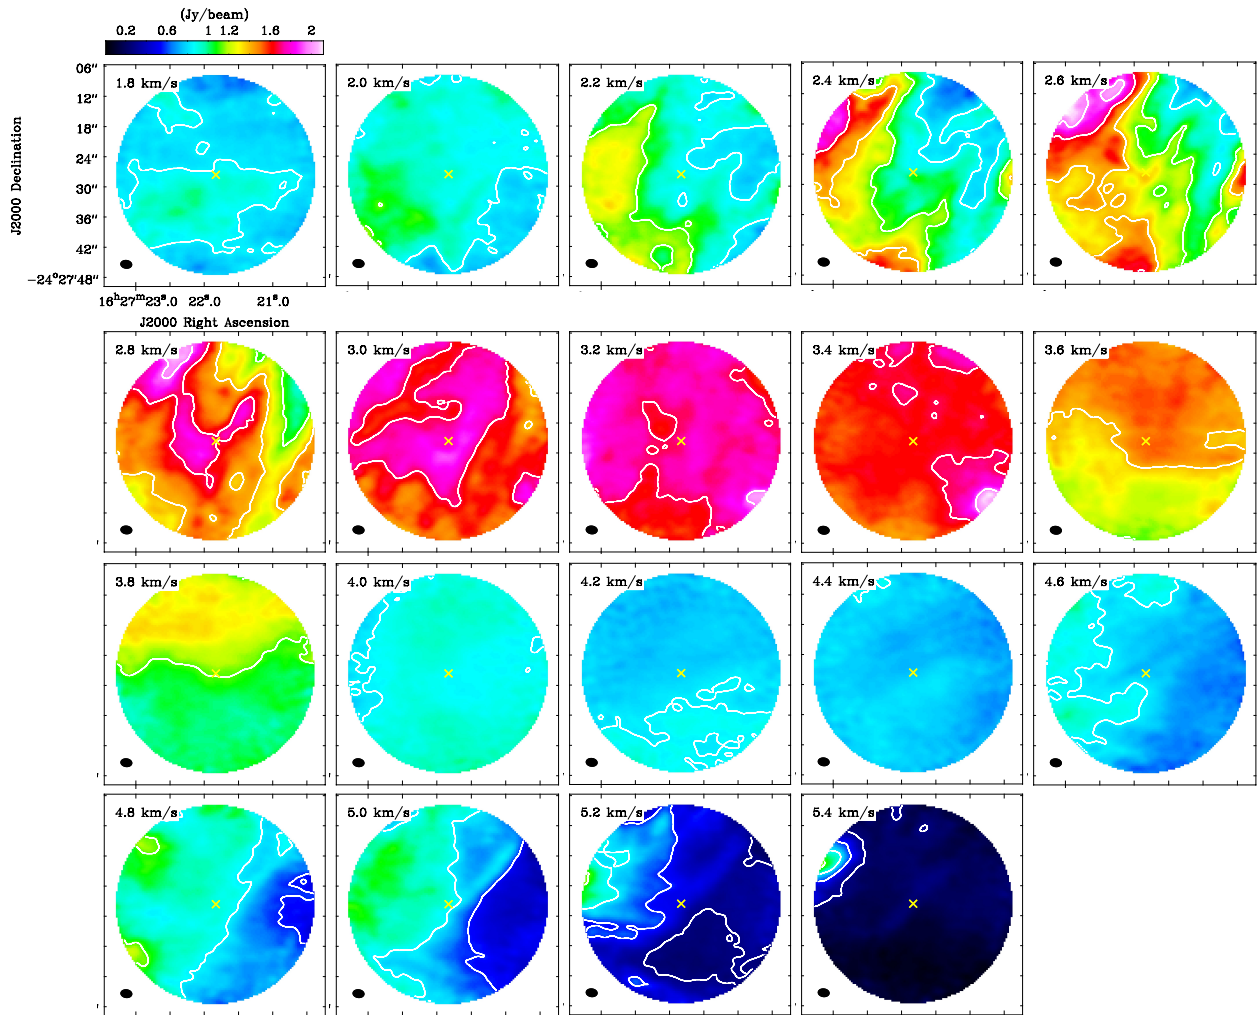 (Jy/beam)
0.2 0.6 1 1.2 1.6 2
1.8 km/s 2.0 km/s 2.2 km/s 2.4 km/s 2.6 km/s
J2000 Declination
06″
12″
18″
24″
30″
36″
42″
−24°27′48″
16h27m23s.0 22s.0 21s.0
J2000 Right Ascension
2.8 km/s 3.0 km/s 3.2 km/s 3.4 km/s 3.6 km/s
3.8 km/s 4.0 km/s 4.2 km/s 4.4 km/s 4.6 km/s
4.8 km/s 5.0 km/s 5.2 km/s 5.4 km/s